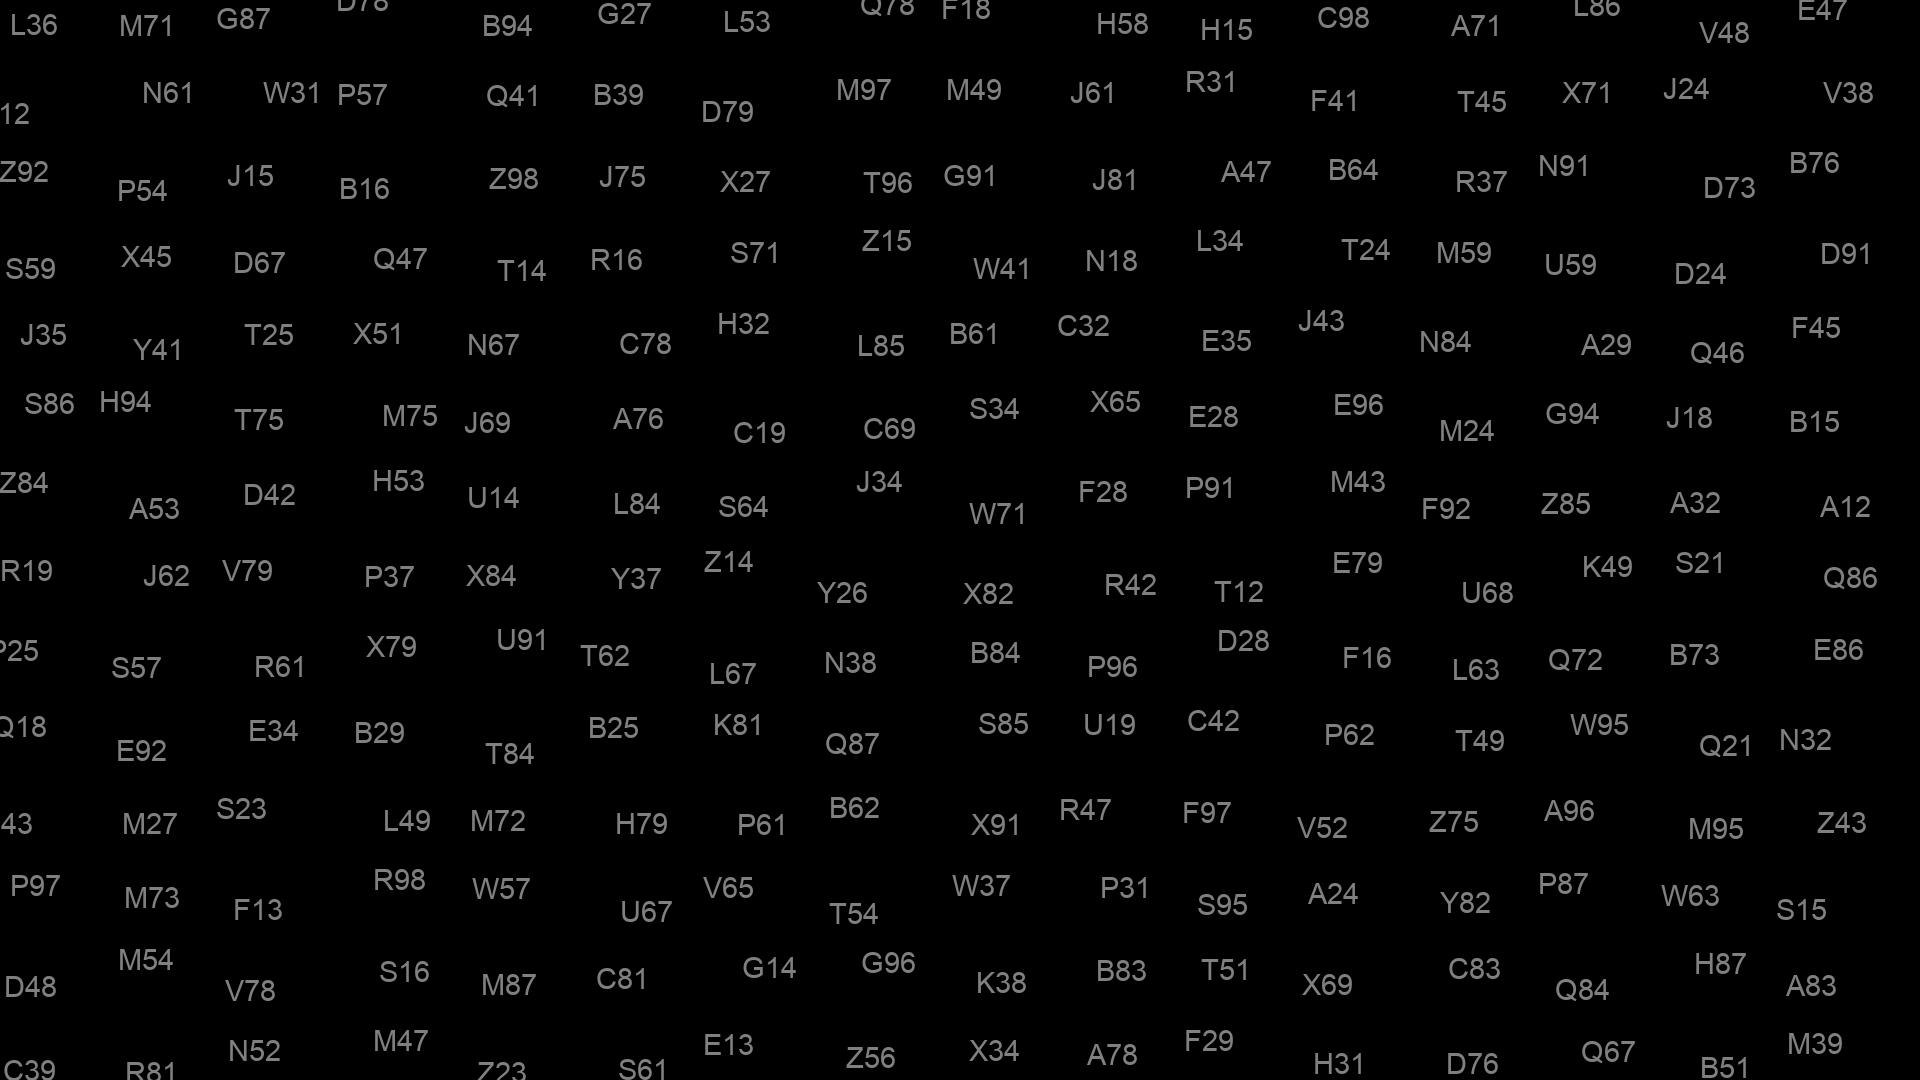 L36 M71 G87 D78 B94 G27 L53 Q78 F18 H58 H15 C98 A71 L86 V48 E47
12 N61 W31 P57 Q41 B39 D79 M97 M49 J61 R31 F41 T45 X71 J24 V38
Z92 P54 J15 B16 Z98 J75 X27 T96 G91 J81 A47 B64 R37 N91 D73 B76
S59 X45 D67 Q47 T14 R16 S71 Z15 W41 N18 L34 T24 M59 U59 D24 D91
J35 Y41 T25 X51 N67 C78 H32 L85 B61 C32 E35 J43 N84 A29 Q46 F45
S86 H94 T75 M75 J69 A76 C19 C69 S34 X65 E28 E96 M24 G94 J18 B15
Z84 A53 D42 H53 U14 L84 S64 J34 W71 F28 P91 M43 F92 Z85 A32 A12
R19 J62 V79 P37 X84 Y37 Z14 Y26 X82 R42 T12 E79 U68 K49 S21 Q86
P25 S57 R61 X79 U91 T62 L67 N38 B84 P96 D28 F16 L63 Q72 B73 E86
Q18 E92 E34 B29 T84 B25 K81 Q87 S85 U19 C42 P62 T49 W95 Q21 N32
43 M27 S23 L49 M72 H79 P61 B62 X91 R47 F97 V52 Z75 A96 M95 Z43
P97 M73 F13 R98 W57 U67 V65 T54 W37 P31 S95 A24 Y82 P87 W63 S15
D48 M54 V78 S16 M87 C81 G14 G96 K38 B83 T51 X69 C83 Q84 H87 A83
C39 R81 N52 M47 Z23 S61 E13 Z56 X34 A78 F29 H31 D76 Q67 B51 M39